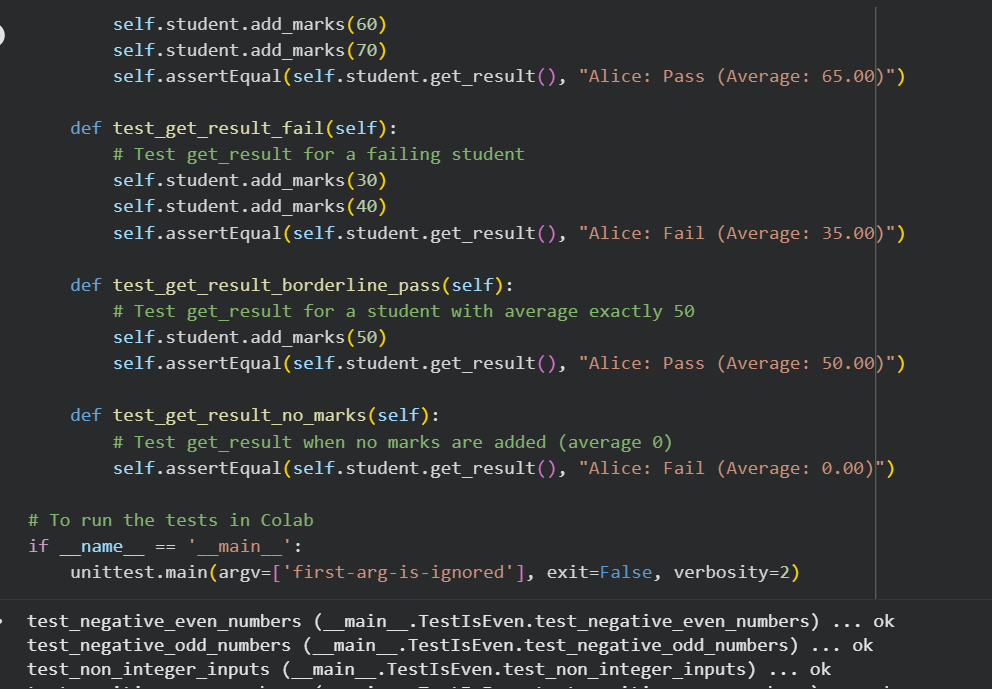 self.student.add_marks(60)
        self.student.add_marks(70)
        self.assertEqual(self.student.get_result(), "Alice: Pass (Average: 65.00)")

    def test_get_result_fail(self):
        # Test get_result for a failing student
        self.student.add_marks(30)
        self.student.add_marks(40)
        self.assertEqual(self.student.get_result(), "Alice: Fail (Average: 35.00)")

    def test_get_result_borderline_pass(self):
        # Test get_result for a student with average exactly 50
        self.student.add_marks(50)
        self.assertEqual(self.student.get_result(), "Alice: Pass (Average: 50.00)")

    def test_get_result_no_marks(self):
        # Test get_result when no marks are added (average 0)
        self.assertEqual(self.student.get_result(), "Alice: Fail (Average: 0.00)")

# To run the tests in Colab
if __name__ == '__main__':
    unittest.main(argv=['first-arg-is-ignored'], exit=False, verbosity=2)

test_negative_even_numbers (__main__.TestIsEven.test_negative_even_numbers) ... ok
test_negative_odd_numbers (__main__.TestIsEven.test_negative_odd_numbers) ... ok
test_non_integer_inputs (__main__.TestIsEven.test_non_integer_inputs) ... ok